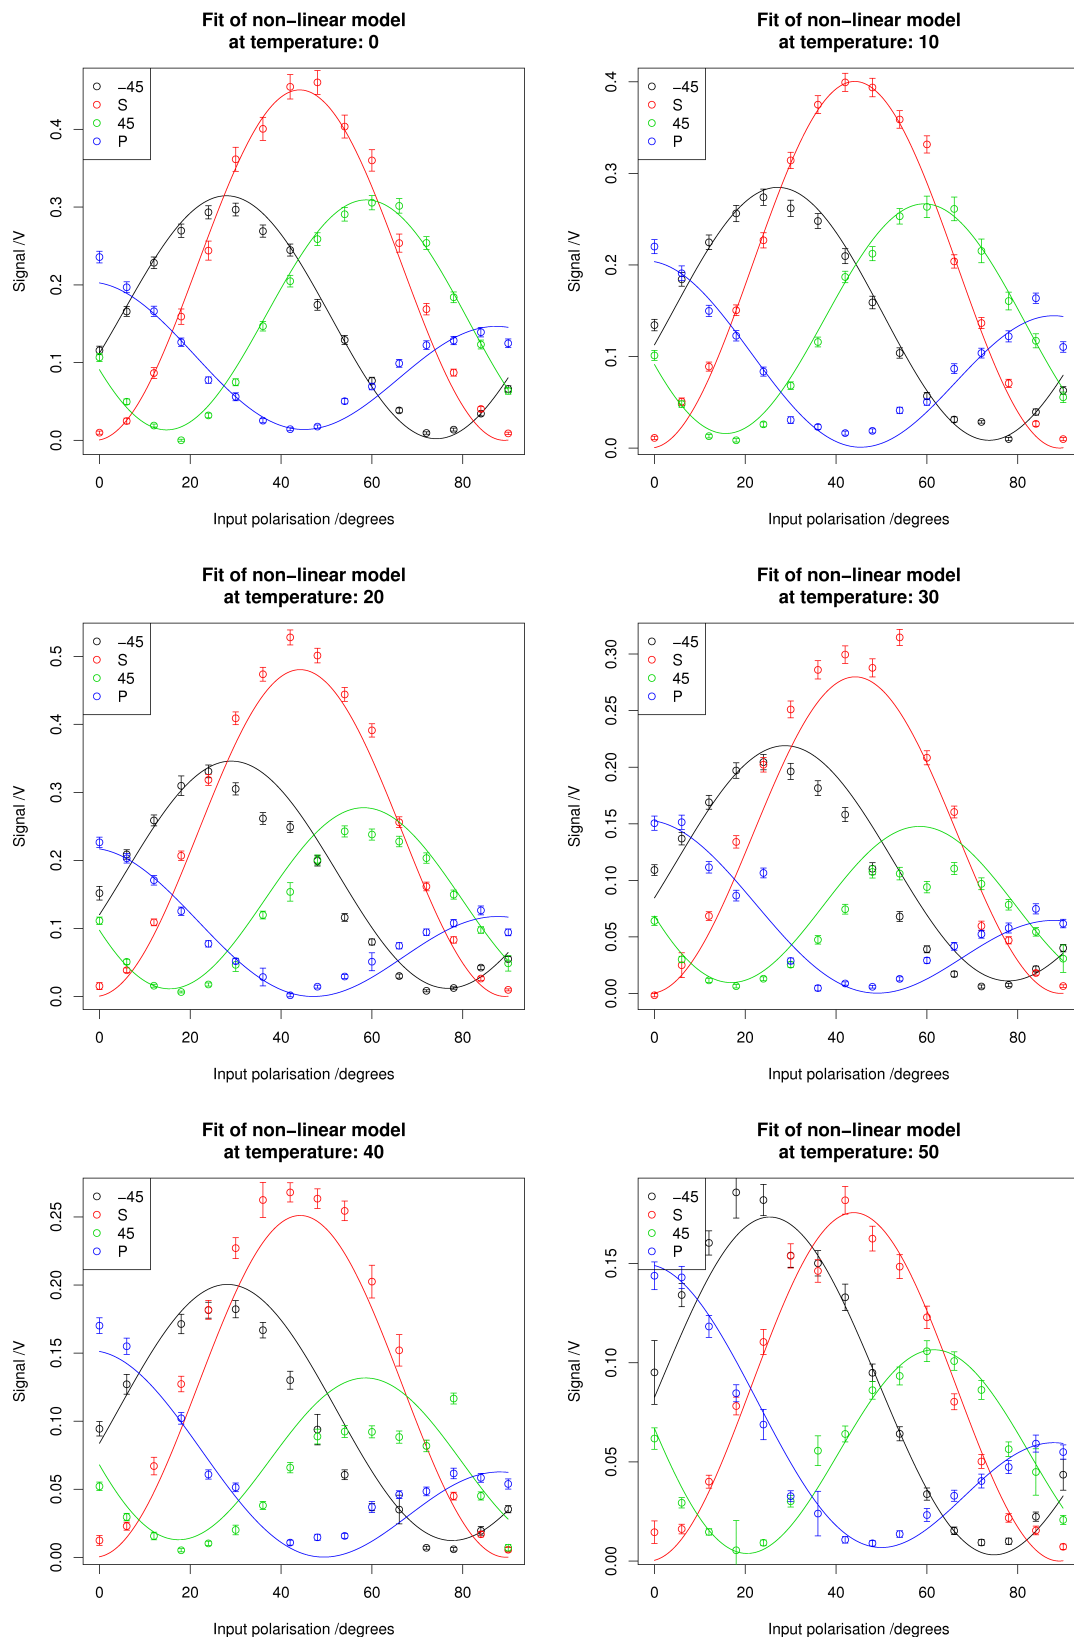 Fit of non−linear model
at temperature: 0
−45
S
45
P
Signal /V
0.0
0.1
0.2
0.3
0.4
0
20
40
60
80
Input polarisation /degrees
Fit of non−linear model
at temperature: 10
−45
S
45
P
Signal /V
0.0
0.1
0.2
0.3
0.4
0
20
40
60
80
Input polarisation /degrees
Fit of non−linear model
at temperature: 20
−45
S
45
P
Signal /V
0.0
0.1
0.2
0.3
0.4
0.5
0
20
40
60
80
Input polarisation /degrees
Fit of non−linear model
at temperature: 30
−45
S
45
P
Signal /V
0.00
0.05
0.10
0.15
0.20
0.25
0.30
0
20
40
60
80
Input polarisation /degrees
Fit of non−linear model
at temperature: 40
−45
S
45
P
Signal /V
0.00
0.05
0.10
0.15
0.20
0.25
0
20
40
60
80
Input polarisation /degrees
Fit of non−linear model
at temperature: 50
−45
S
45
P
Signal /V
0.00
0.05
0.10
0.15
0
20
40
60
80
Input polarisation /degrees